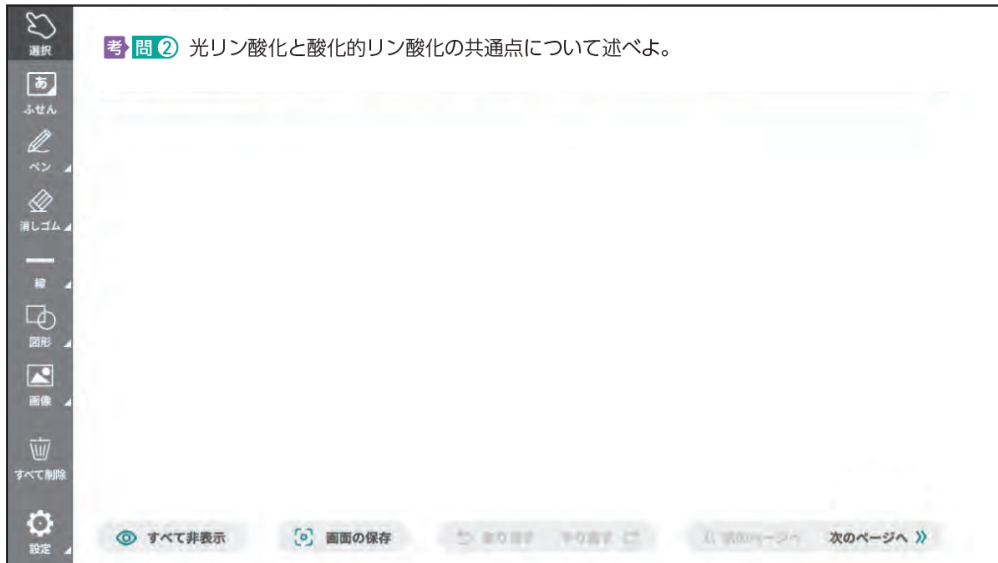 選択
考 問 2 光リン酸化と酸化的リン酸化の共通点について述べよ。
あ
ふせん
ペン
消しゴム
線
図形
画像
すべて削除
設定
すべて非表示
画面の保存
次のページへ